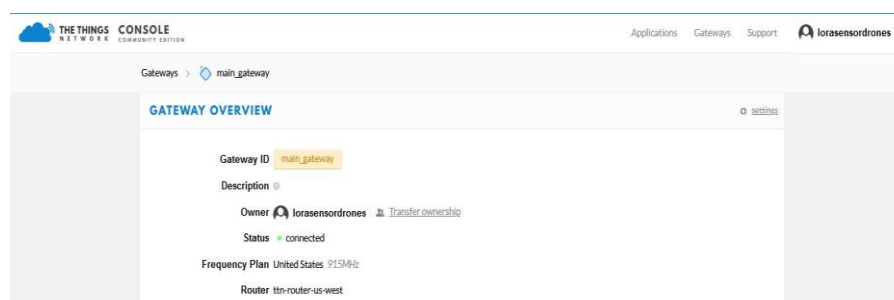 THE THINGS NETWORK CONSOLE COMMUNITY EDITION Applications Gateways Support lorasensordrones
Gateways > main_gateway
GATEWAY OVERVIEW settings
Gateway ID main_gateway
Description
Owner lorasensordrones Transfer ownership
Status connected
Frequency Plan United States 915MHz
Router ttn-router-us-west